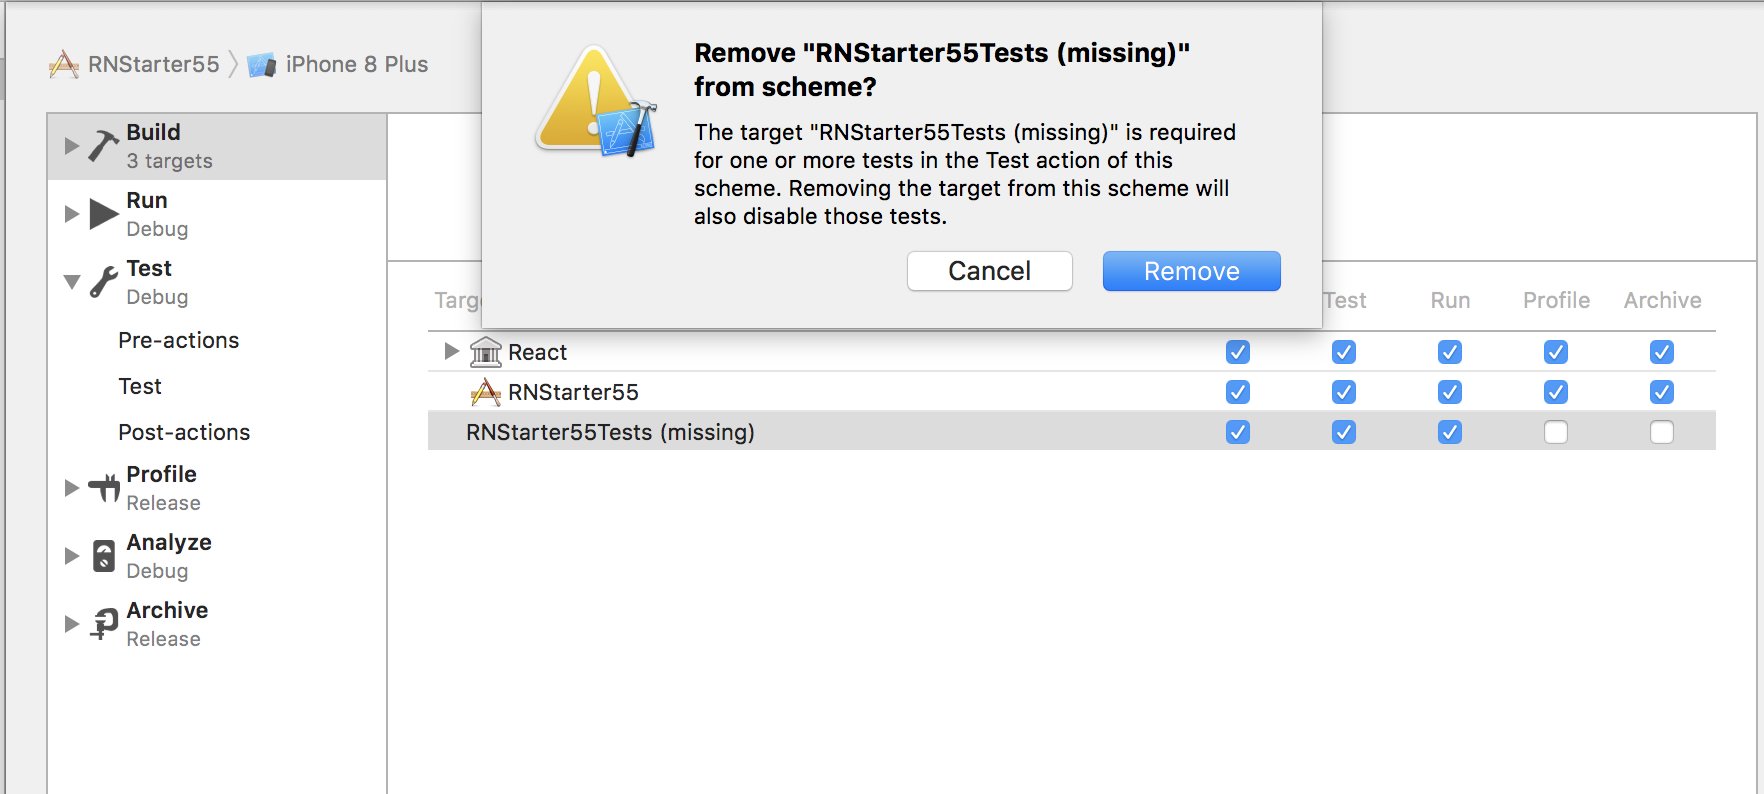 RNStarter55 iPhone 8 Plus
Remove "RNStarter55Tests (missing)"
from scheme?
The target "RNStarter55Tests (missing)" is required
for one or more tests in the Test action of this
scheme. Removing the target from this scheme will
also disable those tests.
Cancel Remove
Build
3 targets
Run
Debug
Test
Debug
Pre-actions
Test
Post-actions
Profile
Release
Analyze
Debug
Archive
Release
Test Run Profile Archive
React
RNStarter55
RNStarter55Tests (missing)